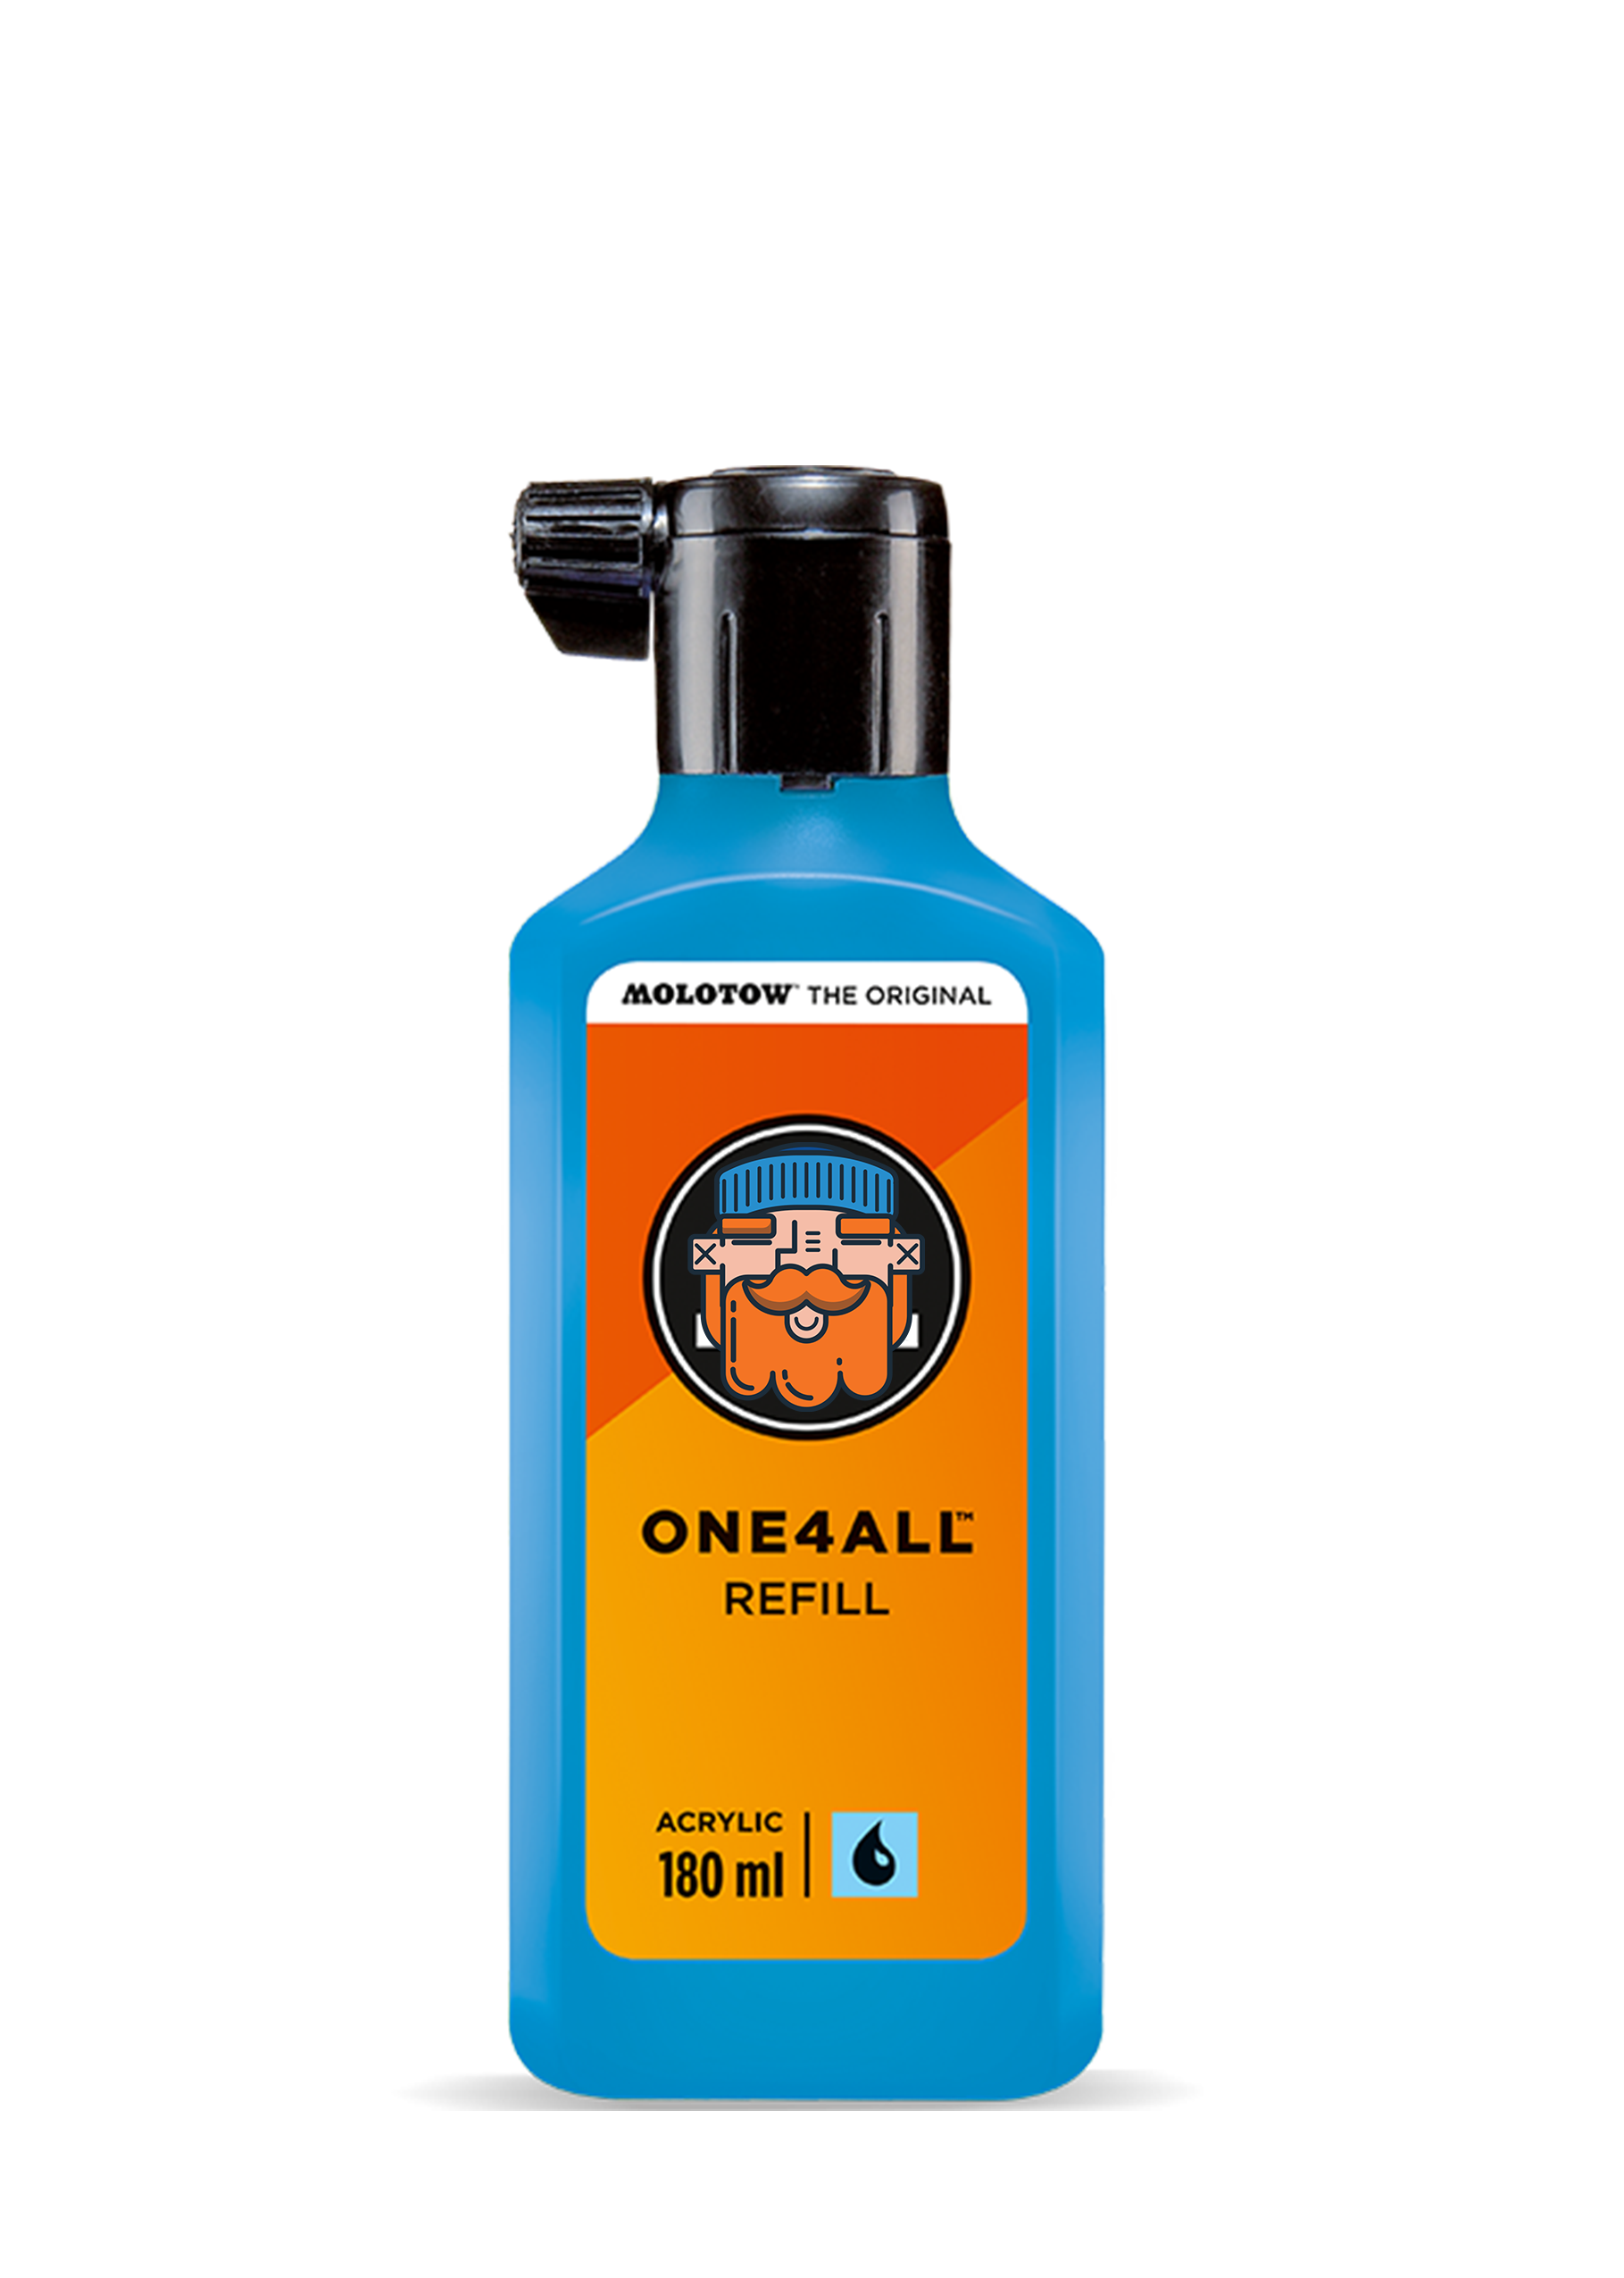 MOLOTOW™ THE ORIGINAL
ONE4ALL™
REFILL
ACRYLIC
180 ml